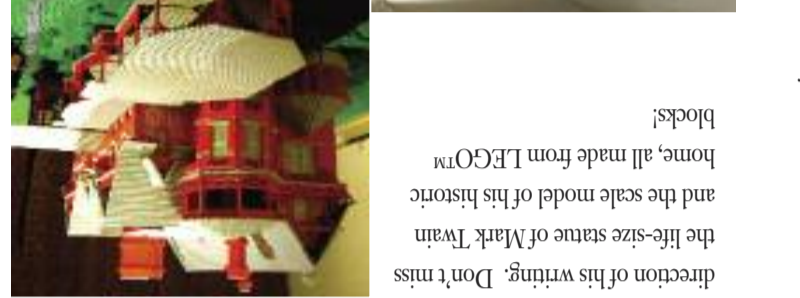 direction of his writing.  Don't miss
the life-size statue of Mark Twain
and the scale model of his historic
home, all made from LEGO™
blocks!